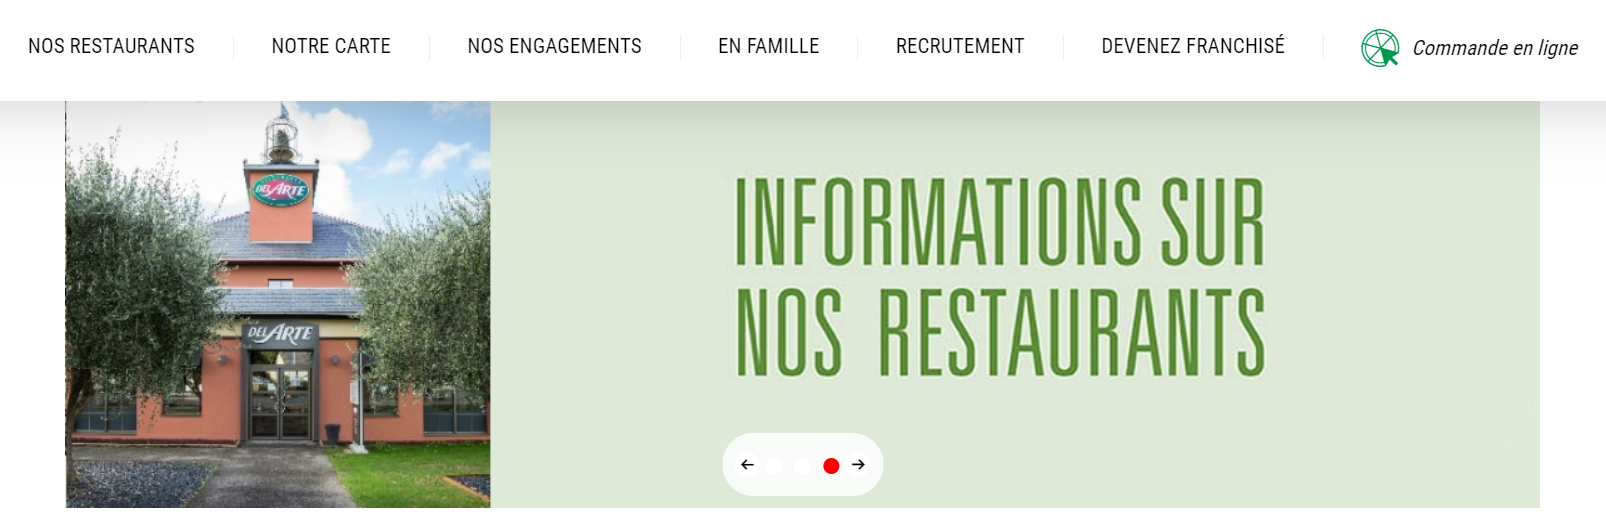 NOS RESTAURANTS
NOTRE CARTE
NOS ENGAGEMENTS
EN FAMILLE
RECRUTEMENT
DEVENEZ FRANCHISÉ
Commande en ligne
DEL ARTE
DEL ARTE
INFORMATIONS SUR
NOS RESTAURANTS